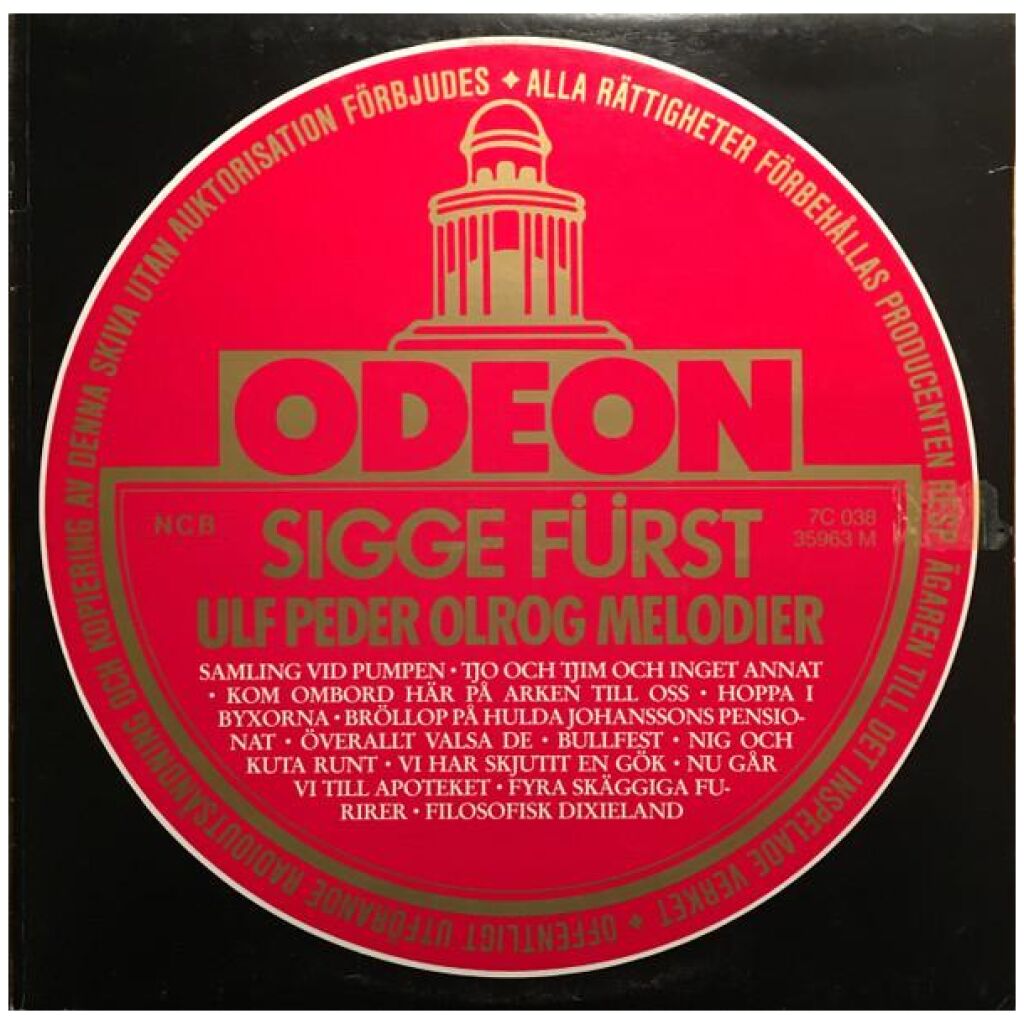 ALLA RÄTTIGHETER FÖRBEHÅLLAS PRODUCENTEN RESP ÄGAREN TILL DET INSPELADE VERKET ✦ OFFENTLIGT UTFÖRANDE RADIOUTSÄNDNING OCH KOPIERING AV DENNA SKIVA UTAN AUKTORISATION FÖRBJUDES ✦
ODEON
NCB
SIGGE FÜRST
7C 038
35963 M
ULF PEDER OLROG MELODIER
SAMLING VID PUMPEN • TJO OCH TJIM OCH INGET ANNAT
• KOM OMBORD HÄR PÅ ARKEN TILL OSS • HOPPA I
BYXORNA • BRÖLLOP PÅ HULDA JOHANSSONS PENSIO-
NAT • ÖVERALLT VALSA DE • BULLFEST • NIG OCH
KUTA RUNT • VI HAR SKJUTIT EN GÖK • NU GÅR
VI TILL APOTEKET • FYRA SKÄGGIGA FU-
RIRER • FILOSOFISK DIXIELAND